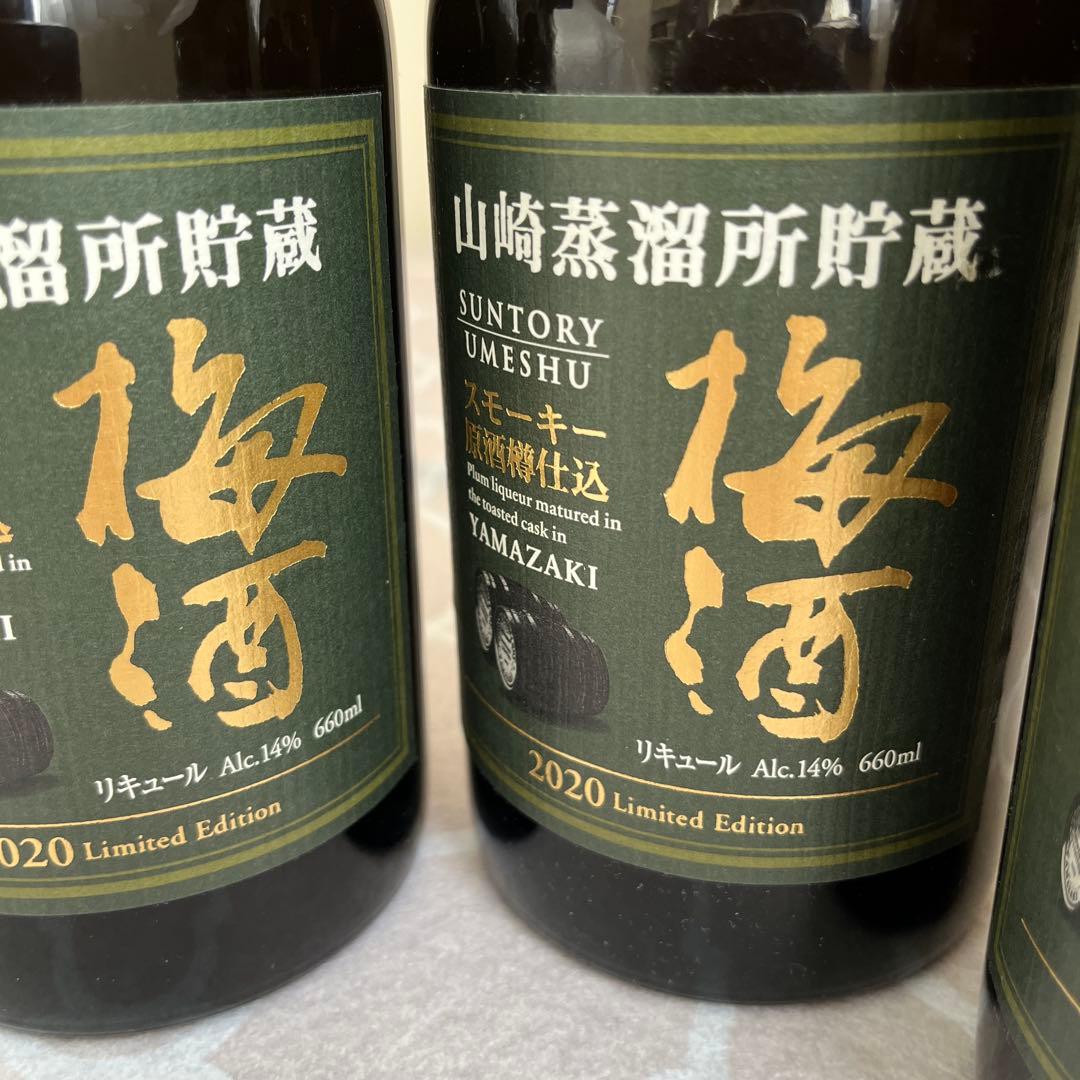 溜所貯蔵
梅酒
d in
I
リキュール Alc.14% 660ml
2020 Limited Edition
山崎蒸溜所貯蔵
SUNTORY
UMESHU
スモーキー
原酒樽仕込
Plum liqueur matured in
the toasted cask in
YAMAZAKI
梅酒
リキュール Alc.14% 660ml
2020 Limited Edition